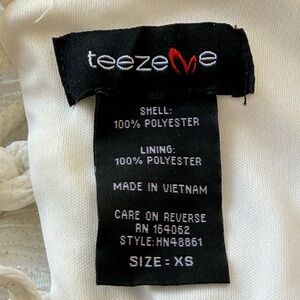 teezeme
SHELL:
100% POLYESTER
LINING:
100% POLYESTER
MADE IN VIETNAM
CARE ON REVERSE
RN 164062
STYLE:HN48861
SIZE: XS